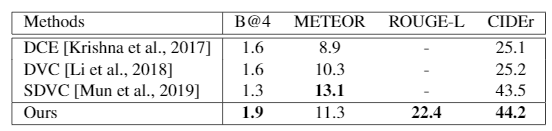 Methods B@4 METEOR ROUGE-L CIDEr
DCE [Krishna et al., 2017] 1.6 8.9 - 25.1
DVC [Li et al., 2018] 1.6 10.3 - 25.2
SDVC [Mun et al., 2019] 1.3 13.1 - 43.5
Ours 1.9 11.3 22.4 44.2